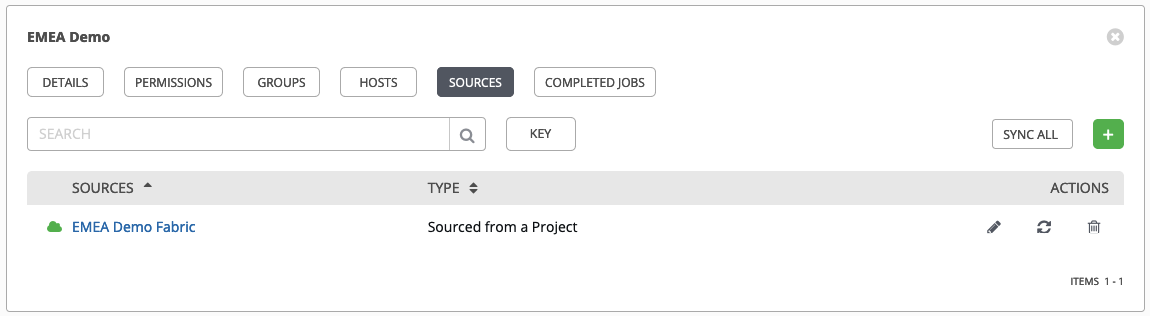 EMEA Demo
DETAILS PERMISSIONS GROUPS HOSTS SOURCES COMPLETED JOBS
SEARCH KEY SYNC ALL +
SOURCES TYPE ACTIONS
EMEA Demo Fabric Sourced from a Project
ITEMS 1 - 1